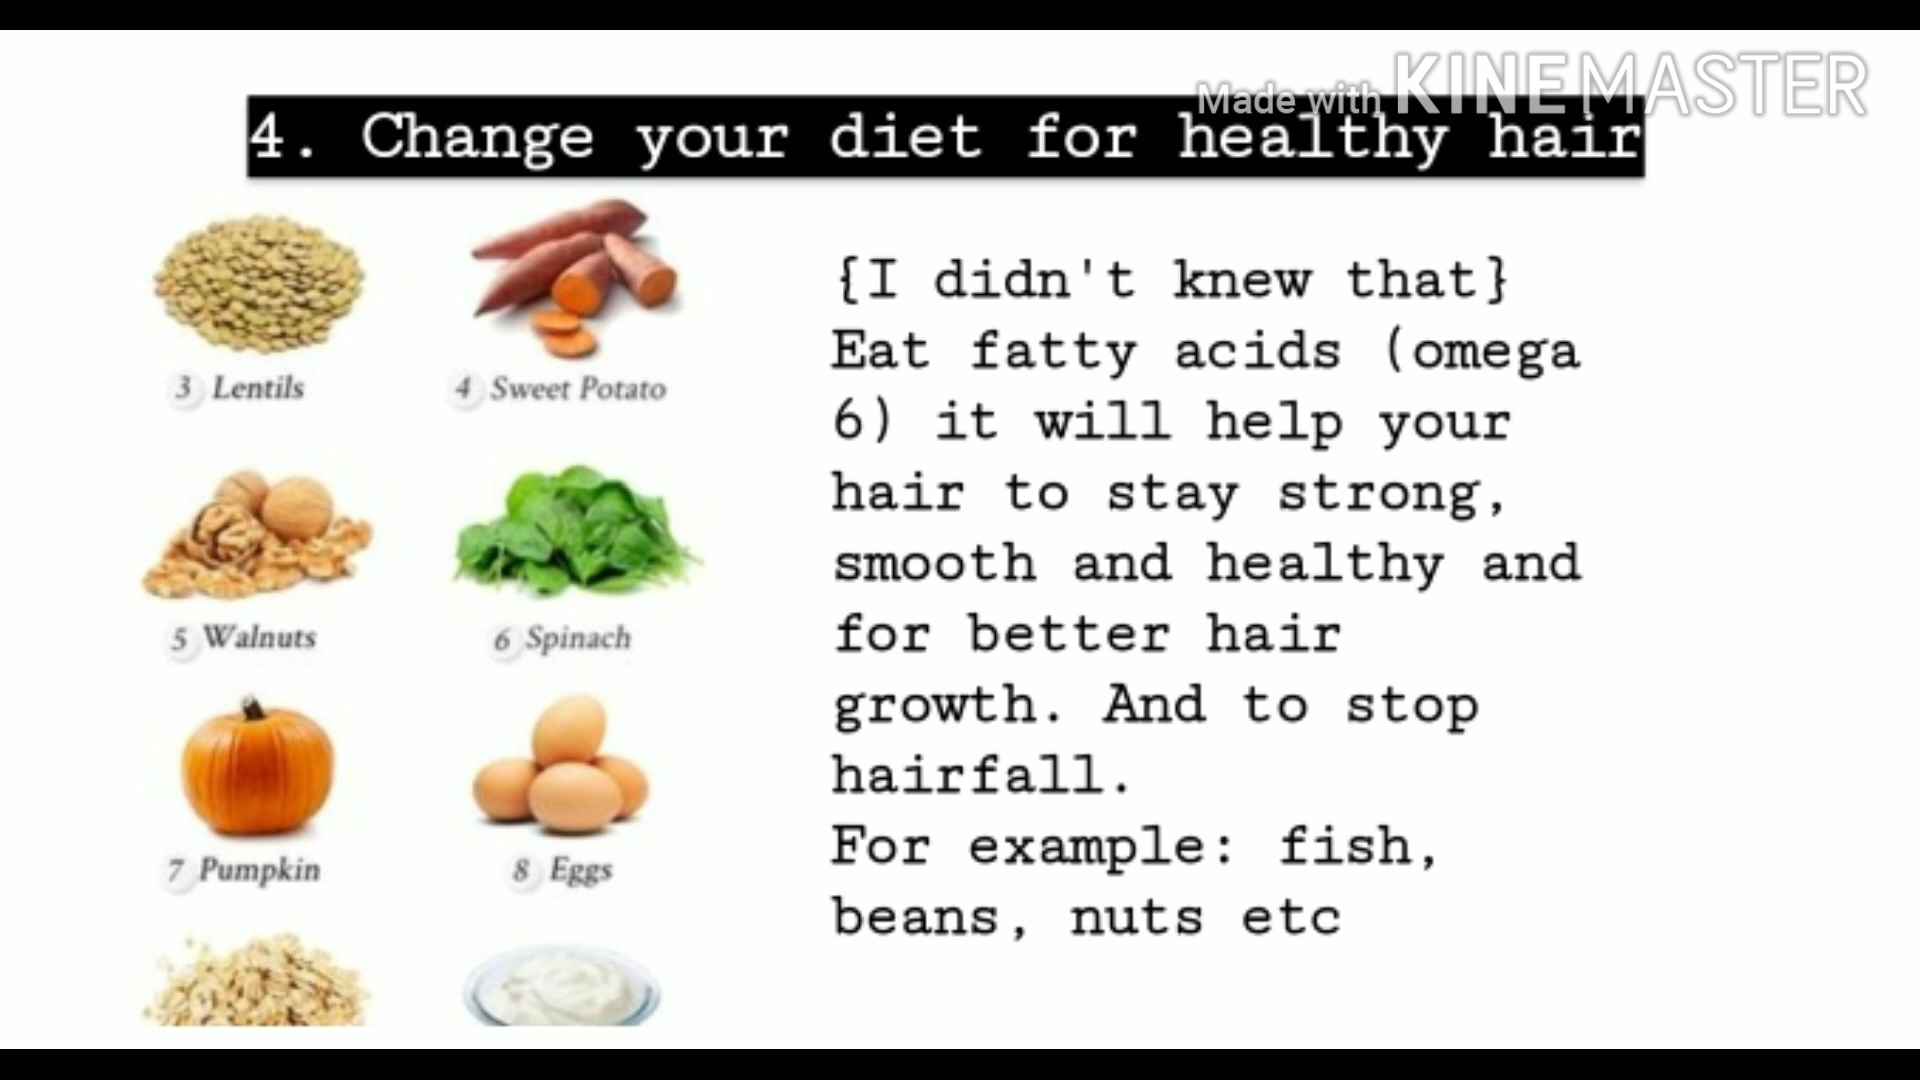 Made with KINEMASTER
4. Change your diet for healthy hair
3 Lentils
4 Sweet Potato
5 Walnuts
6 Spinach
7 Pumpkin
8 Eggs
{I didn't knew that}
Eat fatty acids (omega
6) it will help your
hair to stay strong,
smooth and healthy and
for better hair
growth. And to stop
hairfall.
For example: fish,
beans, nuts etc